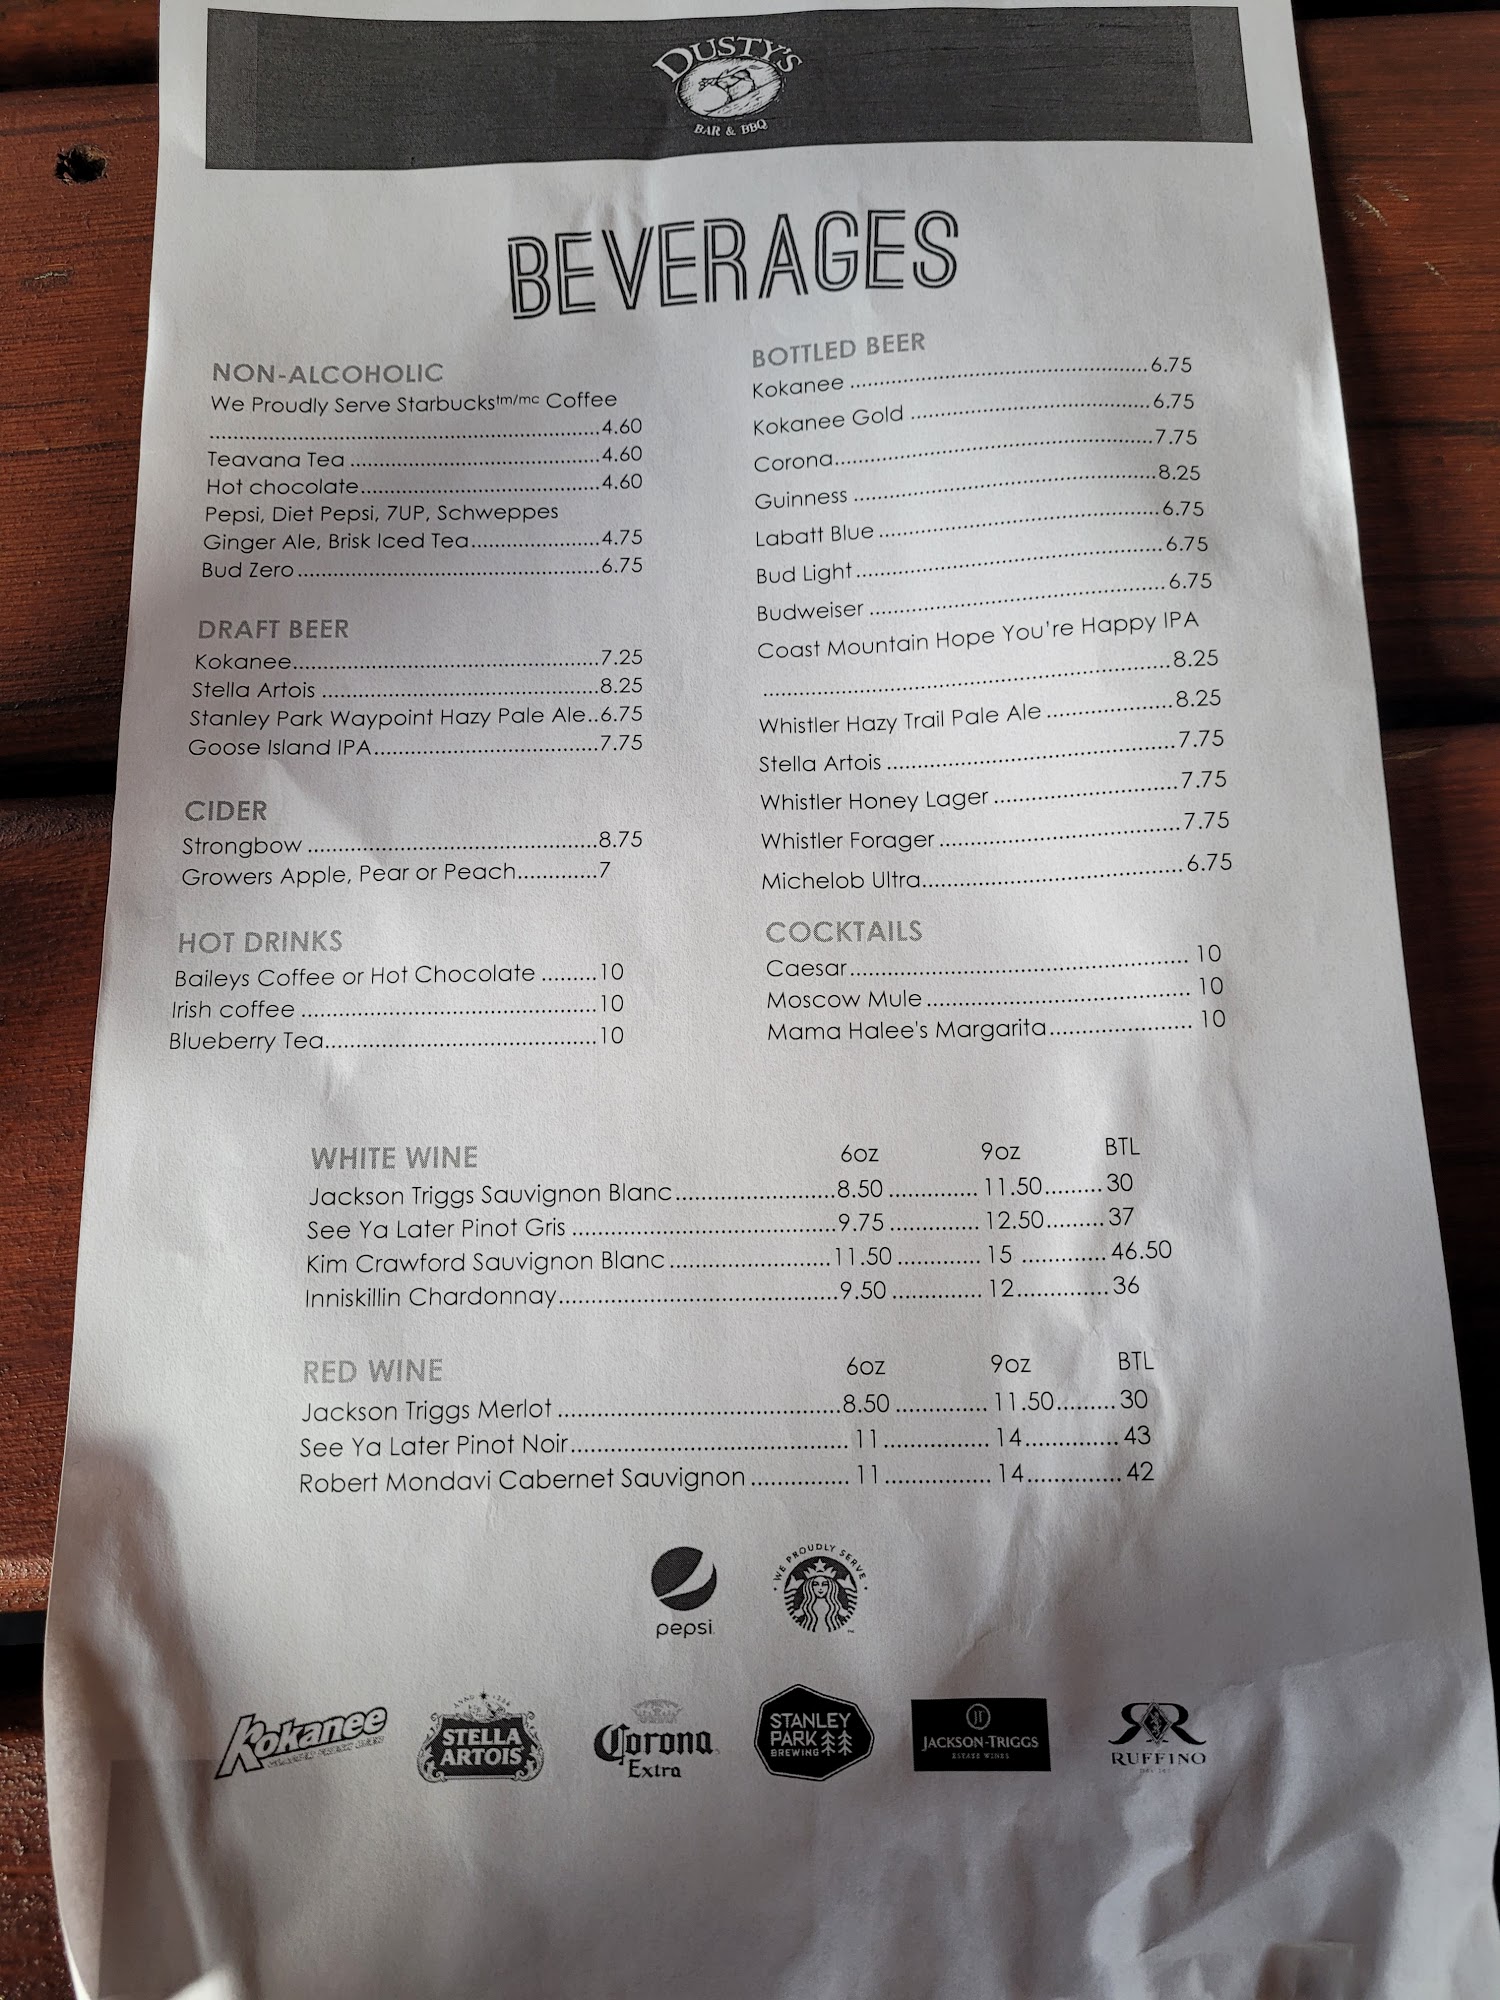 DUSTY'S
BAR & BBQ
BEVERAGES
NON-ALCOHOLIC
We Proudly Serve Starbucks™/mc Coffee
..........4.60
Teavana Tea..........4.60
Hot chocolate..........4.60
Pepsi, Diet Pepsi, 7UP, Schweppes
Ginger Ale, Brisk Iced Tea..........4.75
Bud Zero..........6.75
DRAFT BEER
Kokanee..........7.25
Stella Artois..........8.25
Stanley Park Waypoint Hazy Pale Ale..6.75
Goose Island IPA..........7.75
CIDER
Strongbow..........8.75
Growers Apple, Pear or Peach..........7
HOT DRINKS
Baileys Coffee or Hot Chocolate.........10
Irish coffee..........10
Blueberry Tea..........10
BOTTLED BEER
Kokanee..........6.75
Kokanee Gold..........6.75
Corona..........7.75
Guinness..........8.25
Labatt Blue..........6.75
Bud Light..........6.75
Budweiser..........6.75
Coast Mountain Hope You're Happy IPA
..........8.25
Whistler Hazy Trail Pale Ale..........8.25
Stella Artois..........7.75
Whistler Honey Lager..........7.75
Whistler Forager..........7.75
Michelob Ultra..........6.75
COCKTAILS
Caesar.......... 10
Moscow Mule.......... 10
Mama Halee's Margarita.......... 10
WHITE WINE 6oz 9oz BTL
Jackson Triggs Sauvignon Blanc..........8.50.......... 11.50.........30
See Ya Later Pinot Gris..........9.75.......... 12.50.........37
Kim Crawford Sauvignon Blanc..........11.50.......... 15..........46.50
Inniskillin Chardonnay..........9.50.......... 12..........36
RED WINE 6oz 9oz BTL
Jackson Triggs Merlot..........8.50.......... 11.50.........30
See Ya Later Pinot Noir.......... 11.......... 14..........43
Robert Mondavi Cabernet Sauvignon.......... 11.......... 14..........42
pepsi
WE PROUDLY SERVE
Kokanee
STELLA
ARTOIS
Corona
Extra
STANLEY
PARK
BREWING
JACKSON-TRIGGS
ESTATE WINES
RUFFINO